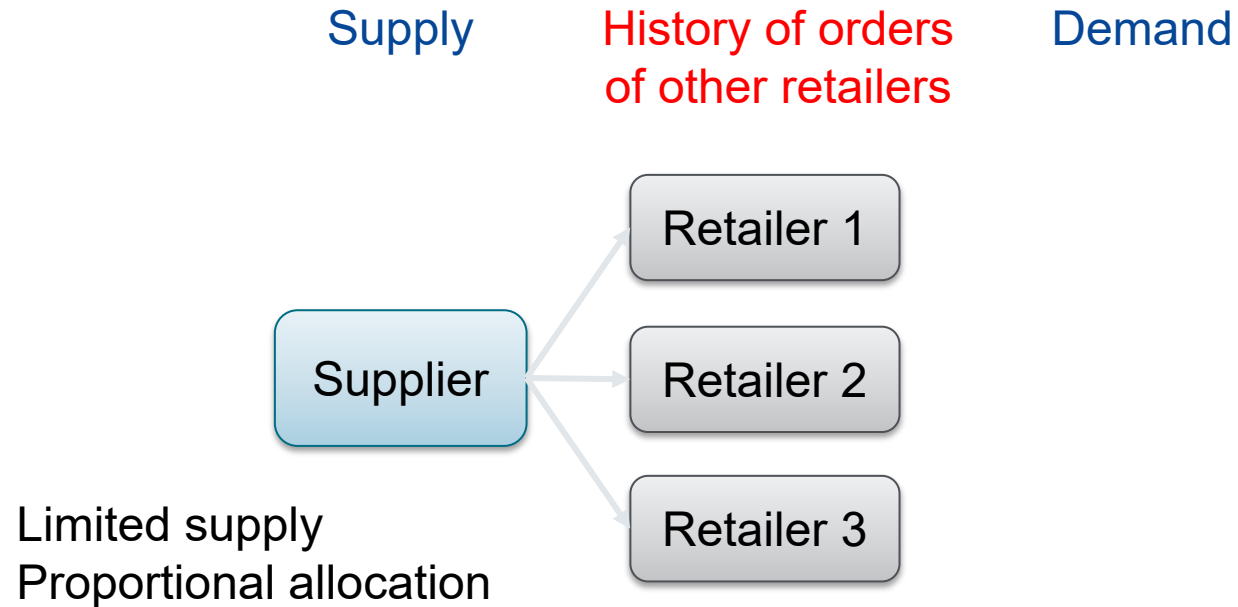 Supply
History of orders
of other retailers
Demand
Retailer 1
Supplier
Retailer 2
Retailer 3
Limited supply
Proportional allocation